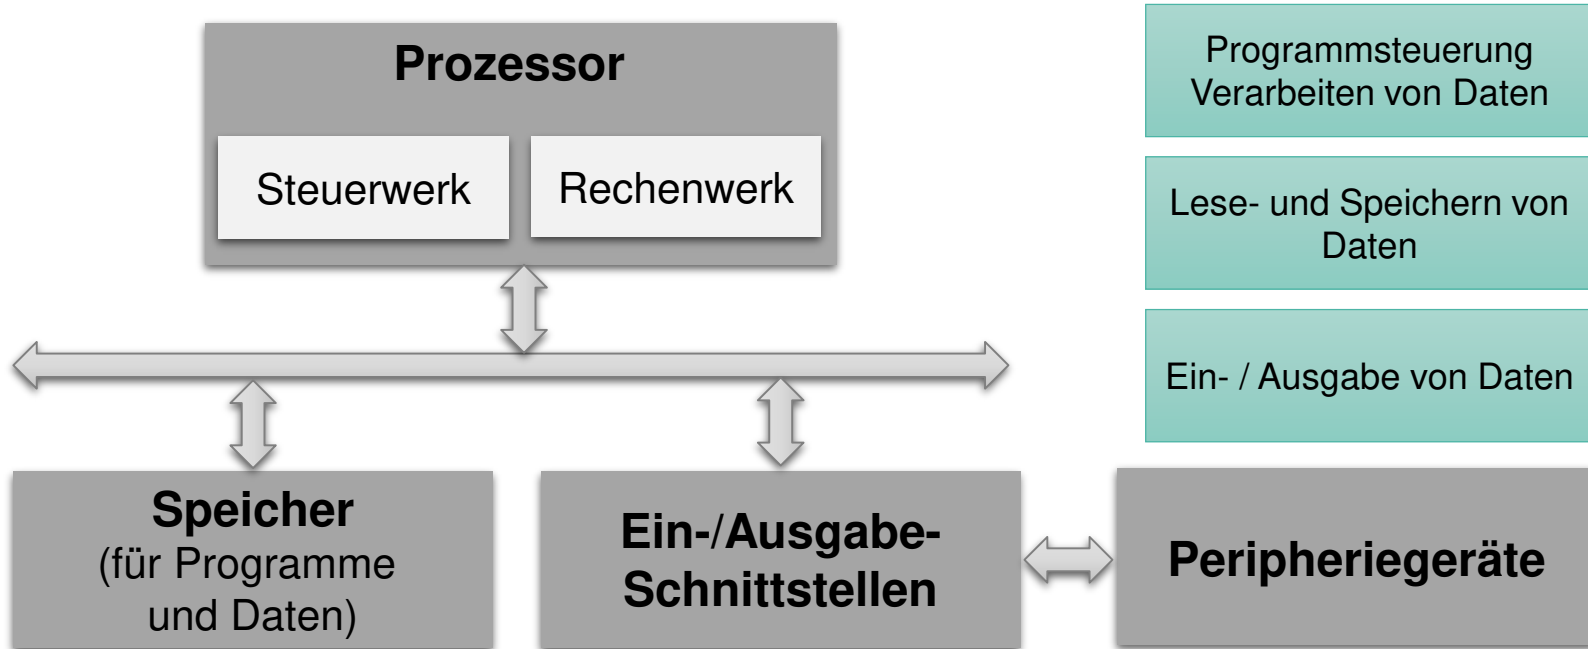 Prozessor
Steuerwerk
Rechenwerk
Programmsteuerung
Verarbeiten von Daten
Lese- und Speichern von
Daten
Ein- / Ausgabe von Daten
Speicher
(für Programme
und Daten)
Ein-/Ausgabe-
Schnittstellen
Peripheriegeräte